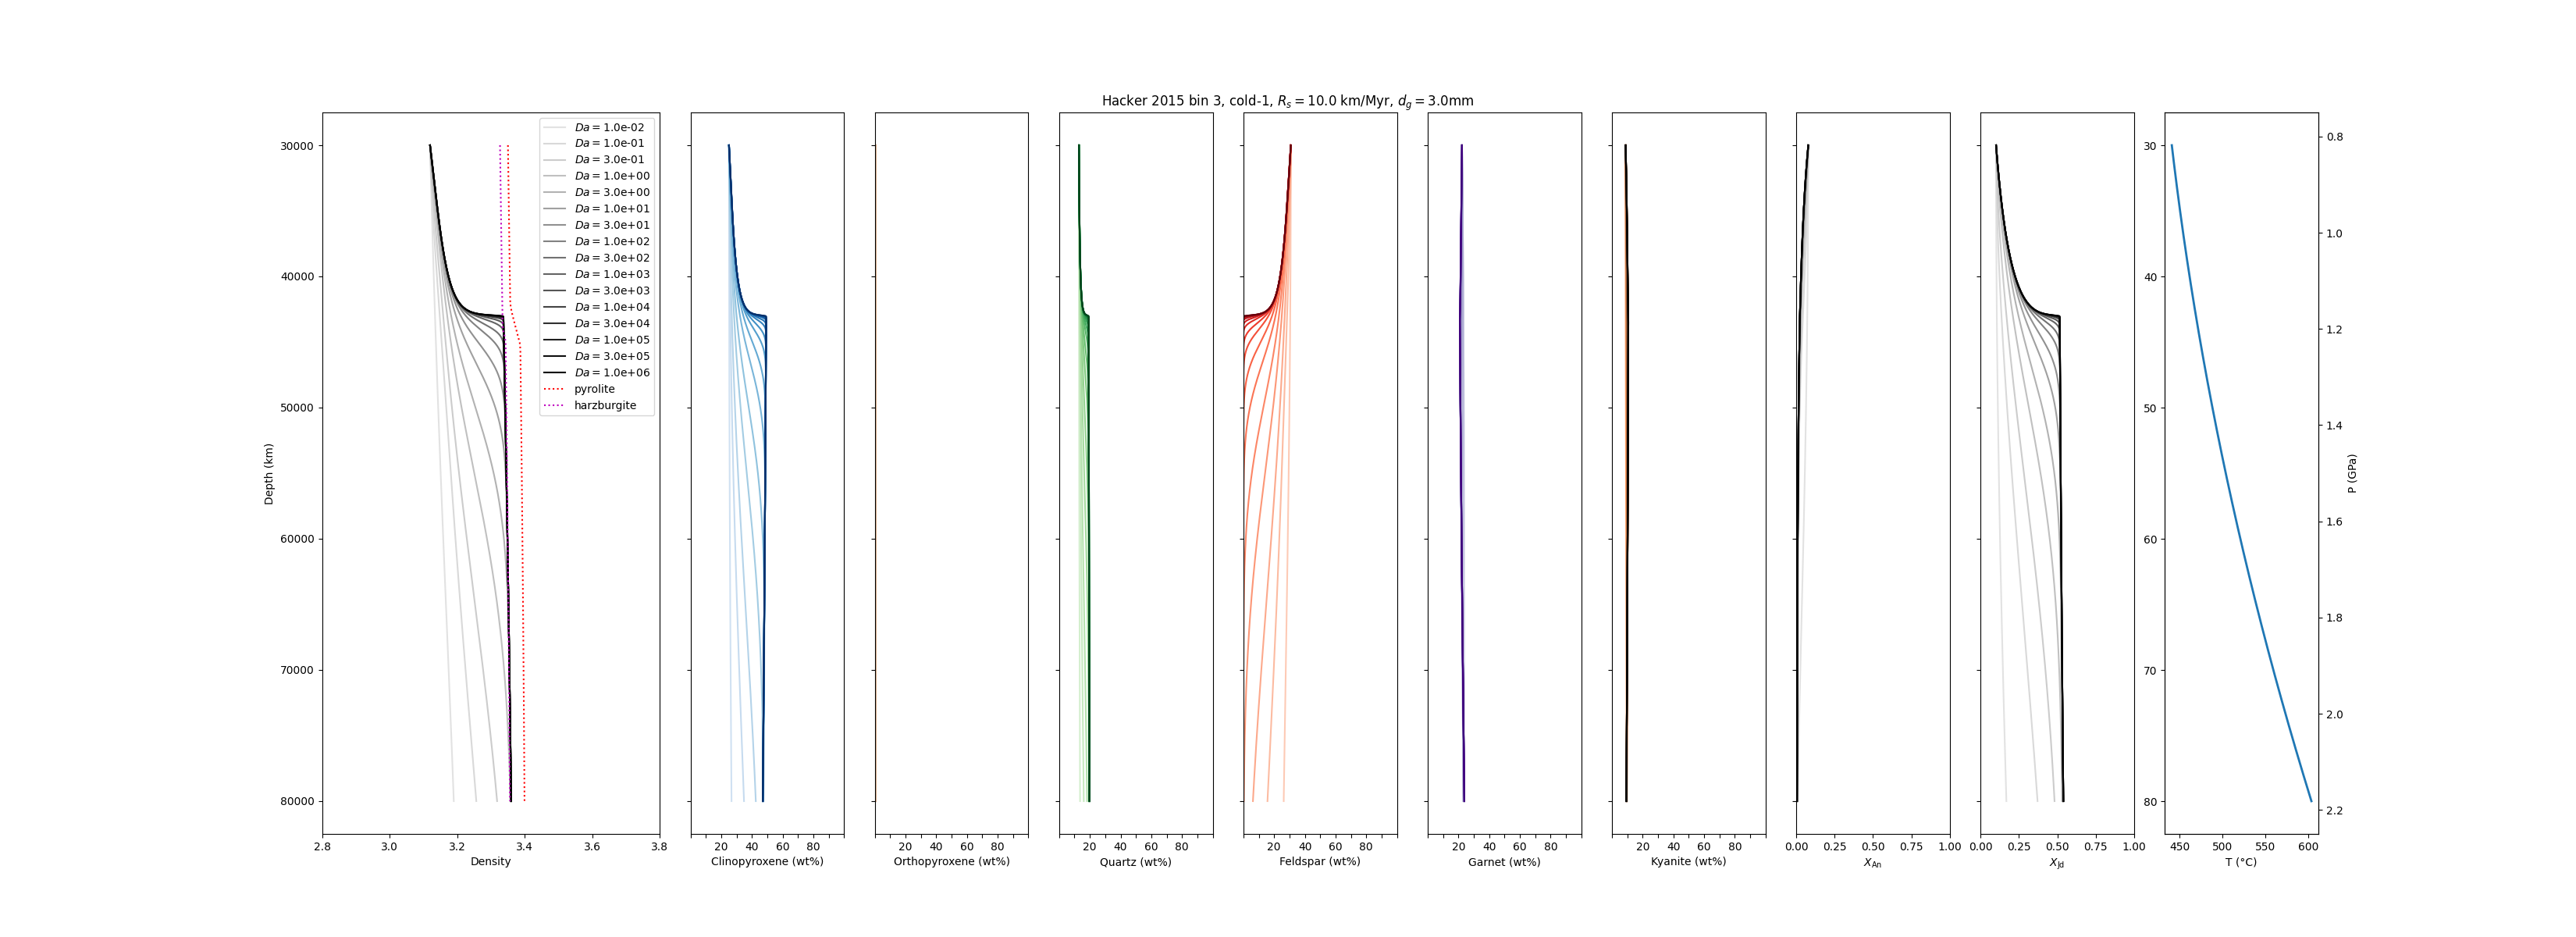 Hacker 2015 bin 3, cold-1, R_s = 10.0 km/Myr, d_g = 3.0mm
Da = 1.0e-02
Da = 1.0e-01
Da = 3.0e-01
Da = 1.0e+00
Da = 3.0e+00
Da = 1.0e+01
Da = 3.0e+01
Da = 1.0e+02
Da = 3.0e+02
Da = 1.0e+03
Da = 3.0e+03
Da = 1.0e+04
Da = 3.0e+04
Da = 1.0e+05
Da = 3.0e+05
Da = 1.0e+06
pyrolite
harzburgite
Depth (km)
30000
40000
50000
60000
70000
80000
2.8 3.0 3.2 3.4 3.6 3.8
Density
20 40 60 80
Clinopyroxene (wt%)
20 40 60 80
Orthopyroxene (wt%)
20 40 60 80
Quartz (wt%)
20 40 60 80
Feldspar (wt%)
20 40 60 80
Garnet (wt%)
20 40 60 80
Kyanite (wt%)
0.00 0.25 0.50 0.75 1.00
X_An
0.00 0.25 0.50 0.75 1.00
X_Jd
30
40
50
60
70
80
450 500 550 600
T (°C)
0.8
1.0
1.2
1.4
1.6
1.8
2.0
2.2
P (GPa)